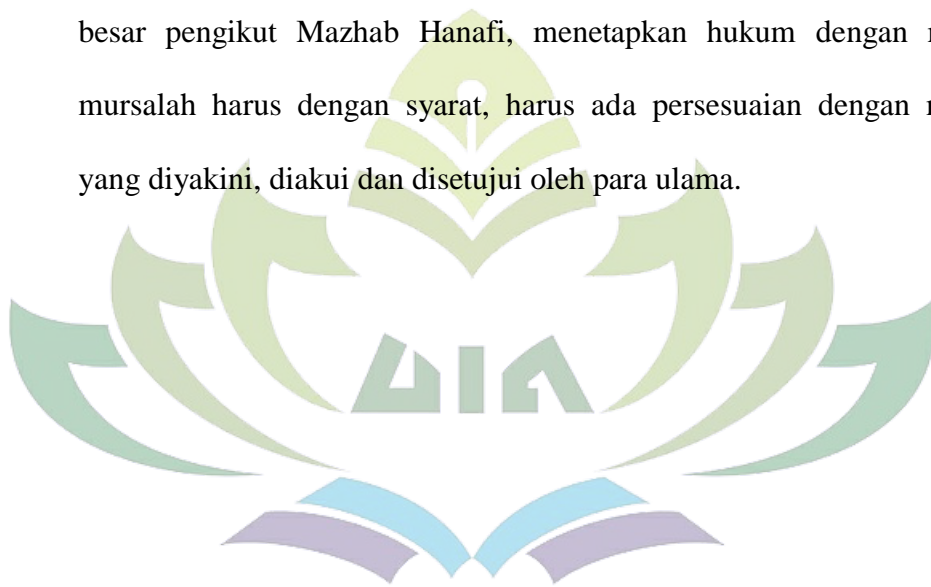 besar pengikut Mazhab Hanafi, menetapkan hukum dengan
mursalah harus dengan syarat, harus ada persesuaian dengan
yang diyakini, diakui dan disetujui oleh para ulama.
UIN